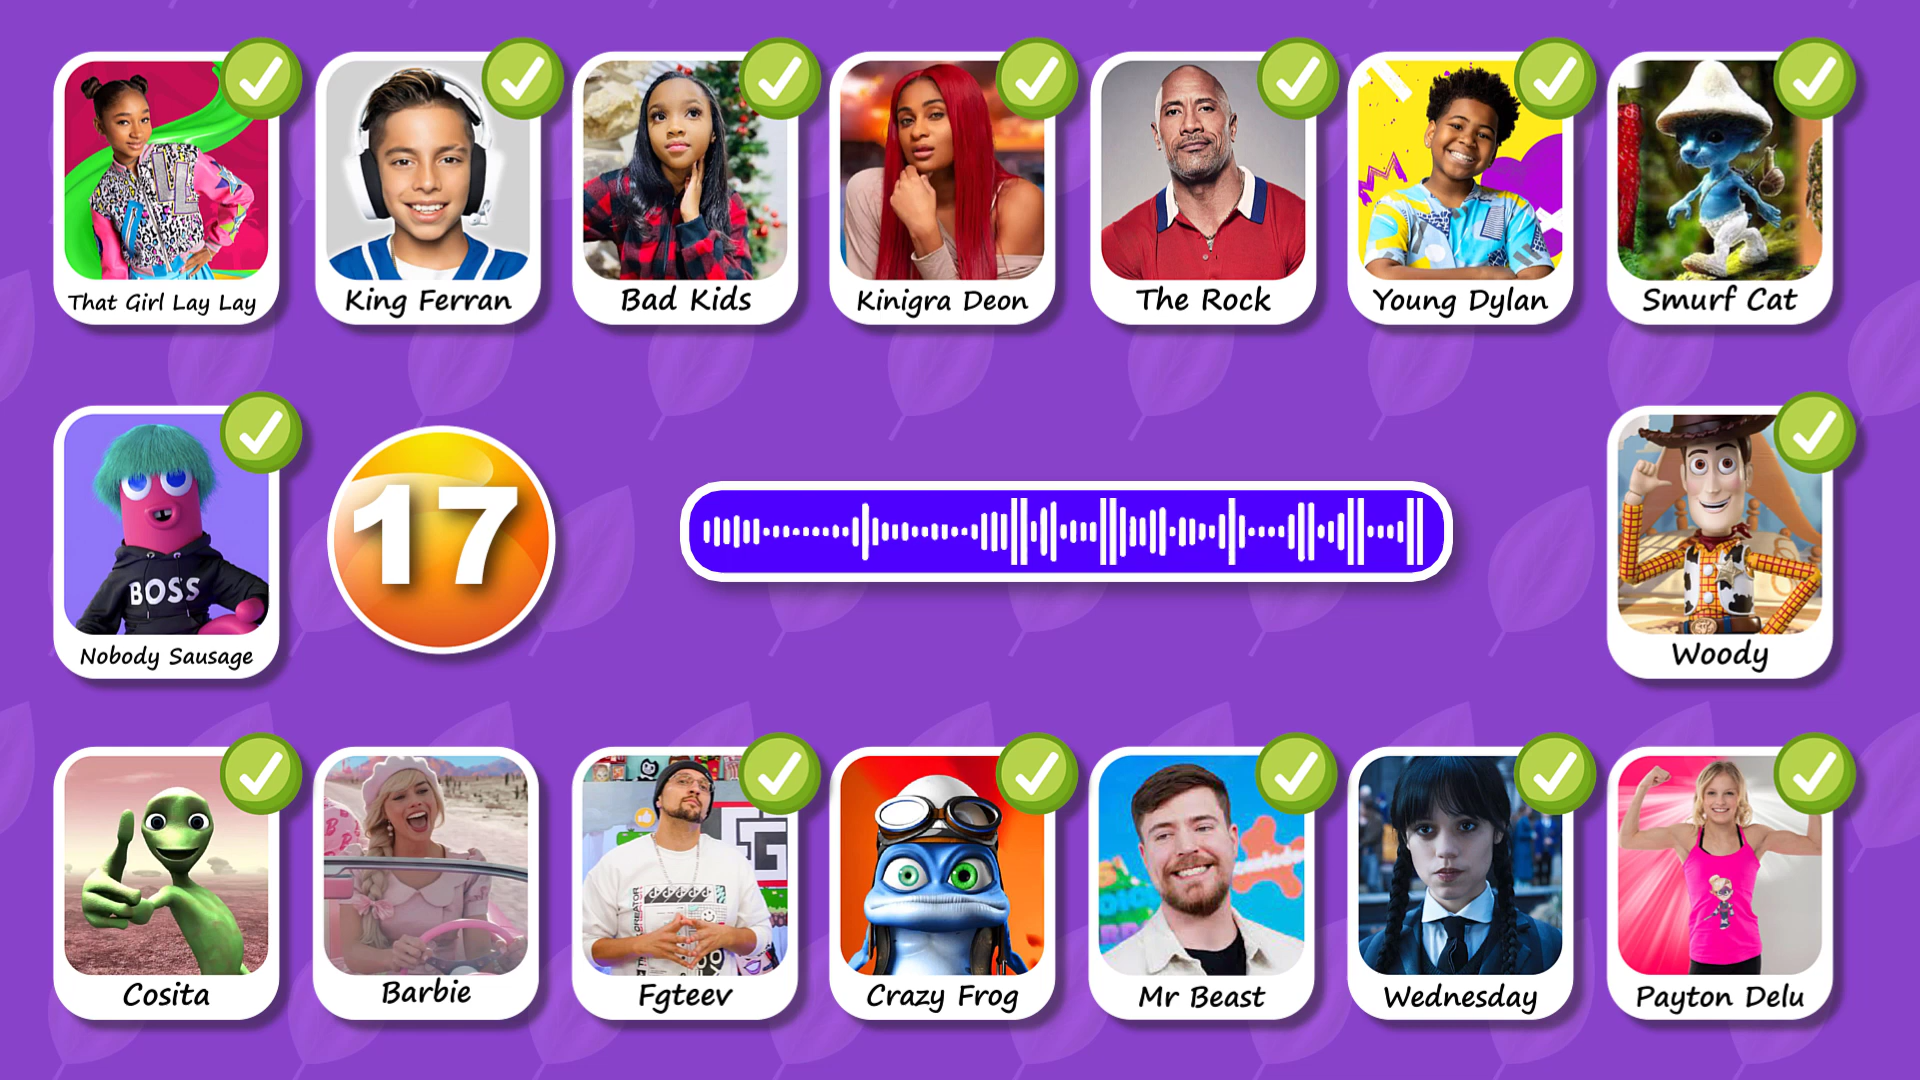 That Girl Lay Lay
King Ferran
Bad Kids
Kinigra Deon
The Rock
Young Dylan
Smurf Cat
BOSS
Nobody Sausage
17
Woody
Cosita
Barbie
Fgteev
Crazy Frog
Mr Beast
Wednesday
Payton Delu